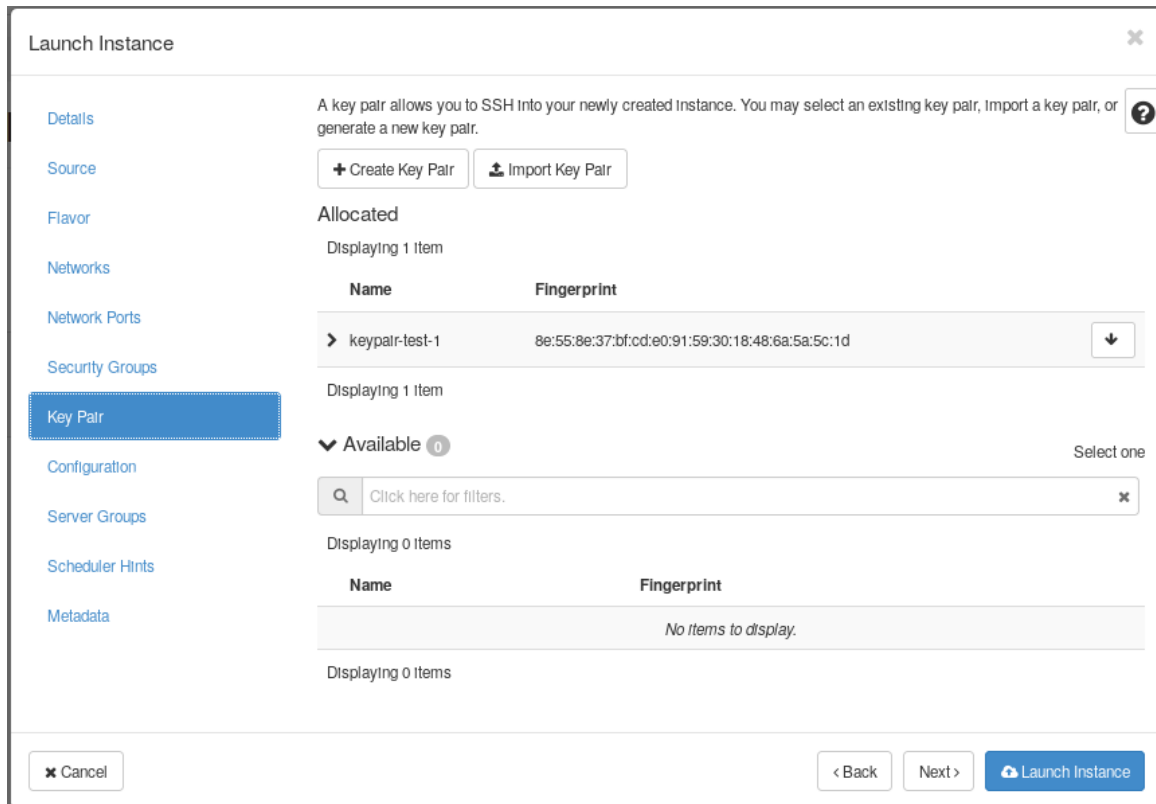 Launch Instance
Details
Source
Flavor
Networks
Network Ports
Security Groups
Key Pair
Configuration
Server Groups
Scheduler Hints
Metadata
A key pair allows you to SSH into your newly created instance. You may select an existing key pair, import a key pair, or
generate a new key pair.
Create Key Pair Import Key Pair
Allocated
Displaying 1 item
Name Fingerprint
keypair-test-1 8e:55:8e:37:bf:cd:e0:91:59:30:18:48:6a:5a:5c:1d
Displaying 1 item
Available 0
Select one
Click here for filters.
Displaying 0 items
Name Fingerprint
No items to display.
Displaying 0 items
Cancel < Back Next > Launch Instance